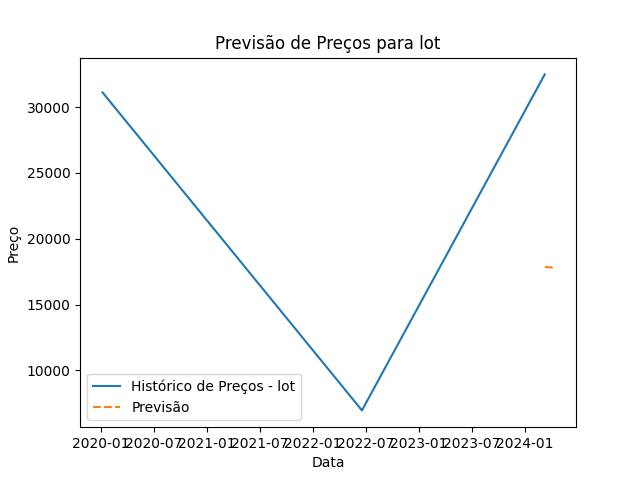 Previsão de Preços para lot
Preço
30000
25000
20000
15000
10000
Histórico de Preços - lot
Previsão
2020-01 2020-07 2021-01 2021-07 2022-01 2022-07 2023-01 2023-07 2024-01
Data